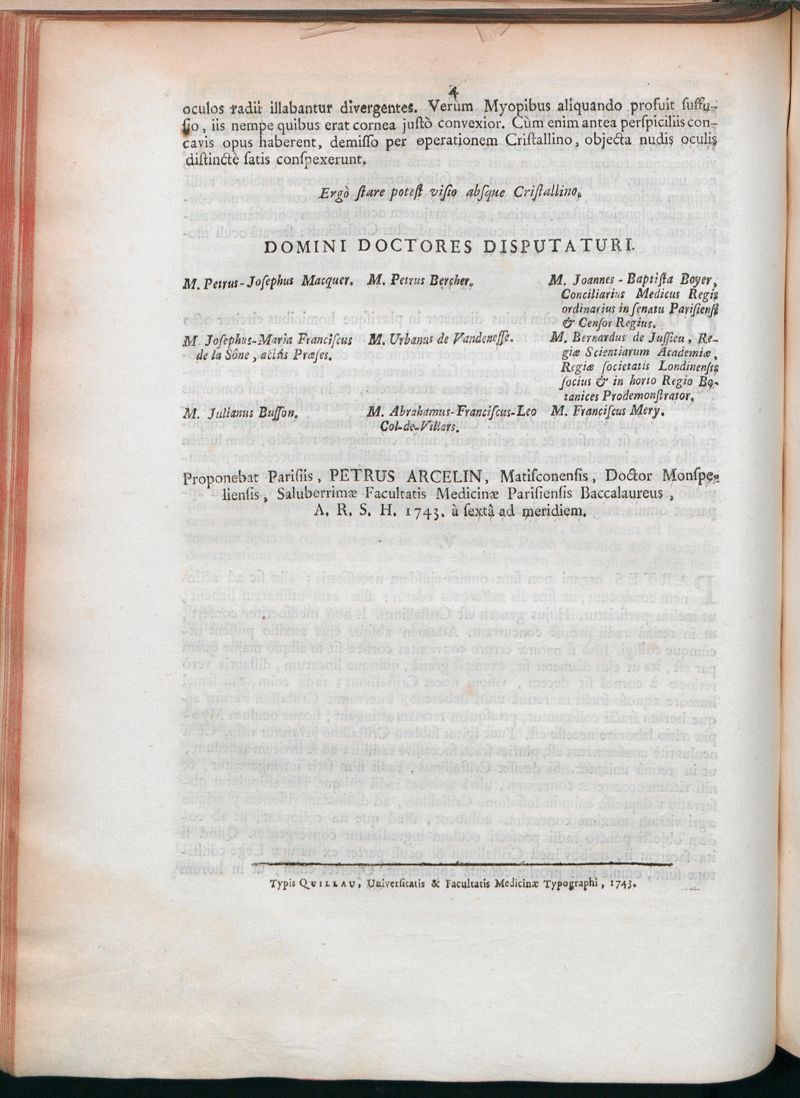 4
oculos radii illabantur divergentes. Verùm Myopibus aliquando profuit ſuffu-
ſio, iis nempe quibus erat cornea juſtò convexior. Cùm enim antea perſpiciliis con-
cavis opus haberent, demiſſo per operationem Criſtallino, objecta nudis oculis
diſtinctè ſatis conſpexerunt.
Ergò ſtare poteſt viſio abſque Criſtallino.
DOMINI DOCTORES DISPUTATURI.
M. Petrus-Joſephus Macquer.
M. Petrus Bercher.
M. Joannes-Baptiſta Boyer,
Conciliarius Medicus Regis
ordinarius in ſenatu Pariſienſi
& Cenſor Regius.
M. Joſephus-Maria Franciſcus
de la Sône, actûs Præſes.
M. Urbanus de Vandeneſſe.
M. Bernardus de Juſſieu, Re-
giæ Scientiarum Academiæ,
Regiæ ſocietatis Londinenſis
ſocius & in horto Regio Bo-
tanices Prodemonſtrator.
M. Julianus Buſſon.
M. Abrahamus-Franciſcus-Leo
Col-de-Villars.
M. Franciſcus Mery.
Proponebat Pariſiis, PETRUS ARCELIN, Matiſconenſis, Doctor Monſpe-
lienſis, Saluberrimæ Facultatis Medicinæ Pariſienſis Baccalaureus,
A. R. S. H. 1743. à ſextâ ad meridiem.
Typis QUILLAU, Univerſitatis & Facultatis Medicinæ Typographi, 1743.